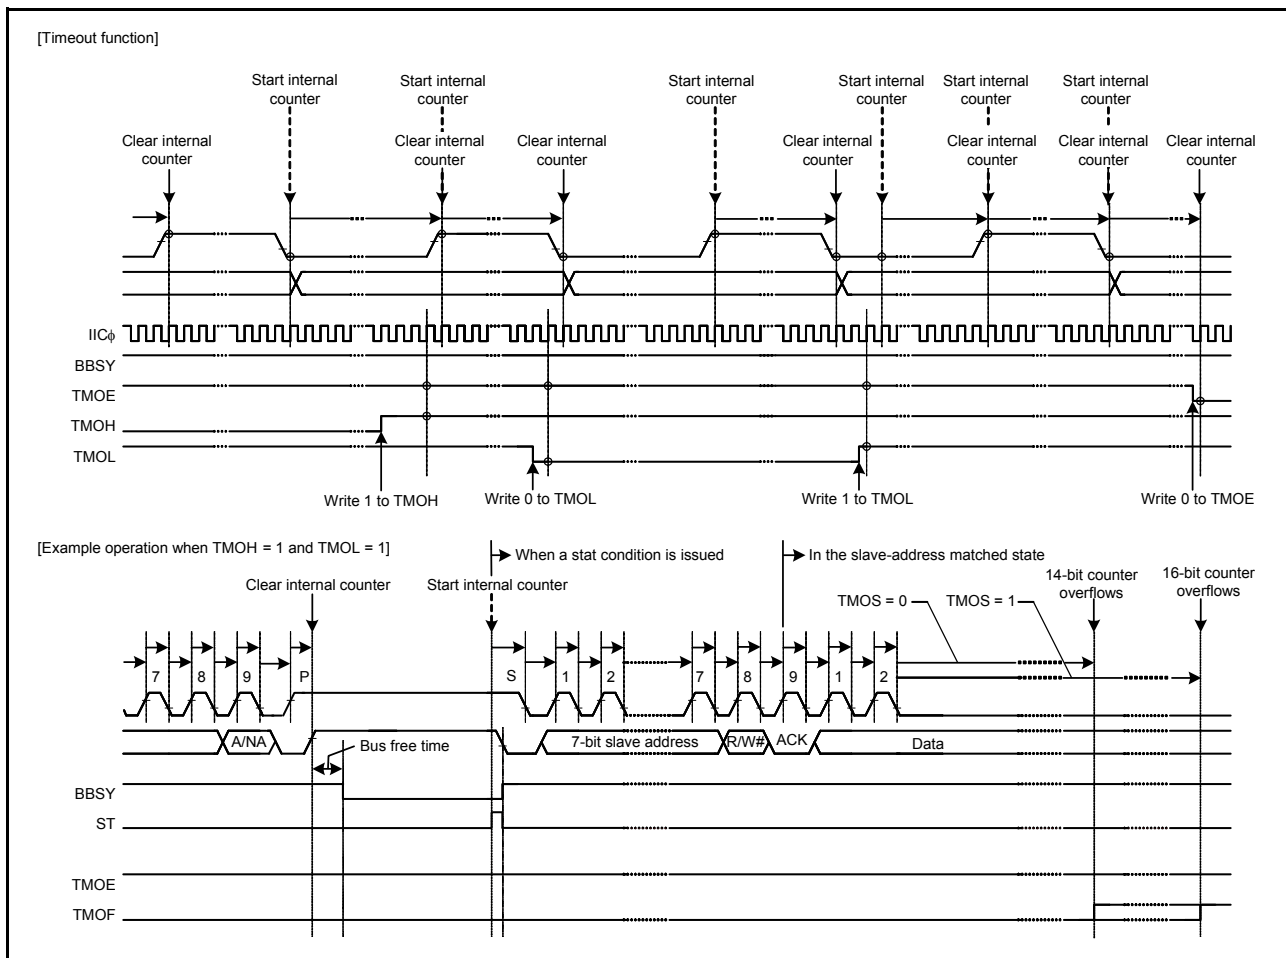 [Timeout function]
Start internal counter
Start internal counter
Start internal counter
Start internal counter
Start internal counter
Start internal counter
Clear internal counter
Clear internal counter
Clear internal counter
Clear internal counter
Clear internal counter
Clear internal counter
Clear internal counter
IICϕ
BBSY
TMOE
TMOH
TMOL
Write 1 to TMOH
Write 0 to TMOL
Write 1 to TMOL
Write 0 to TMOE
[Example operation when TMOH = 1 and TMOL = 1]
When a stat condition is issued
In the slave-address matched state
Clear internal counter
Start internal counter
14-bit counter overflows
16-bit counter overflows
TMOS = 0
TMOS = 1
7 8 9 P S 1 2 7 8 9 1 2
A/NA
Bus free time
7-bit slave address
R/W#
ACK
Data
BBSY
ST
TMOE
TMOF